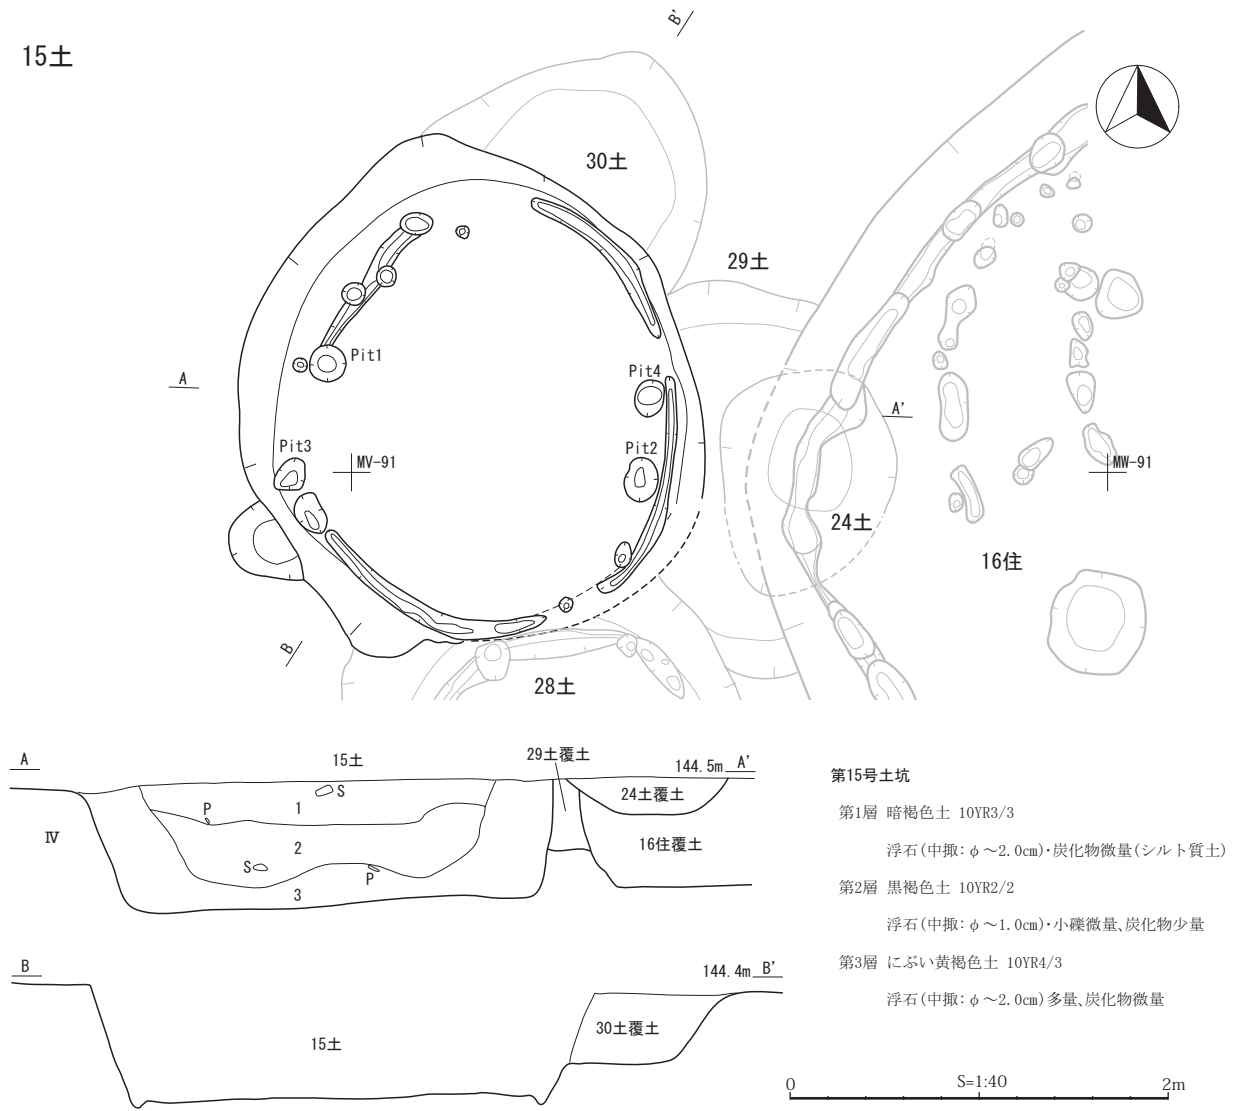 15土
B'
30土
29土
Pit1
Pit4
A
A'
Pit3
Pit2
MV-91
MW-91
24土
16住
B
28土
A
15土
29土覆土
144.5m
A'
S
P
1
24土覆土
Ⅳ
2
16住覆土
S
P
3
B
144.4m
B'
15土
30土覆土
第15号土坑
第1層 暗褐色土 10YR3/3
浮石(中掫:φ～2.0cm)・炭化物微量(シルト質土)
第2層 黒褐色土 10YR2/2
浮石(中掫:φ～1.0cm)・小礫微量、炭化物少量
第3層 にぶい黄褐色土 10YR4/3
浮石(中掫:φ～2.0cm)多量、炭化物微量
0
S=1:40
2m